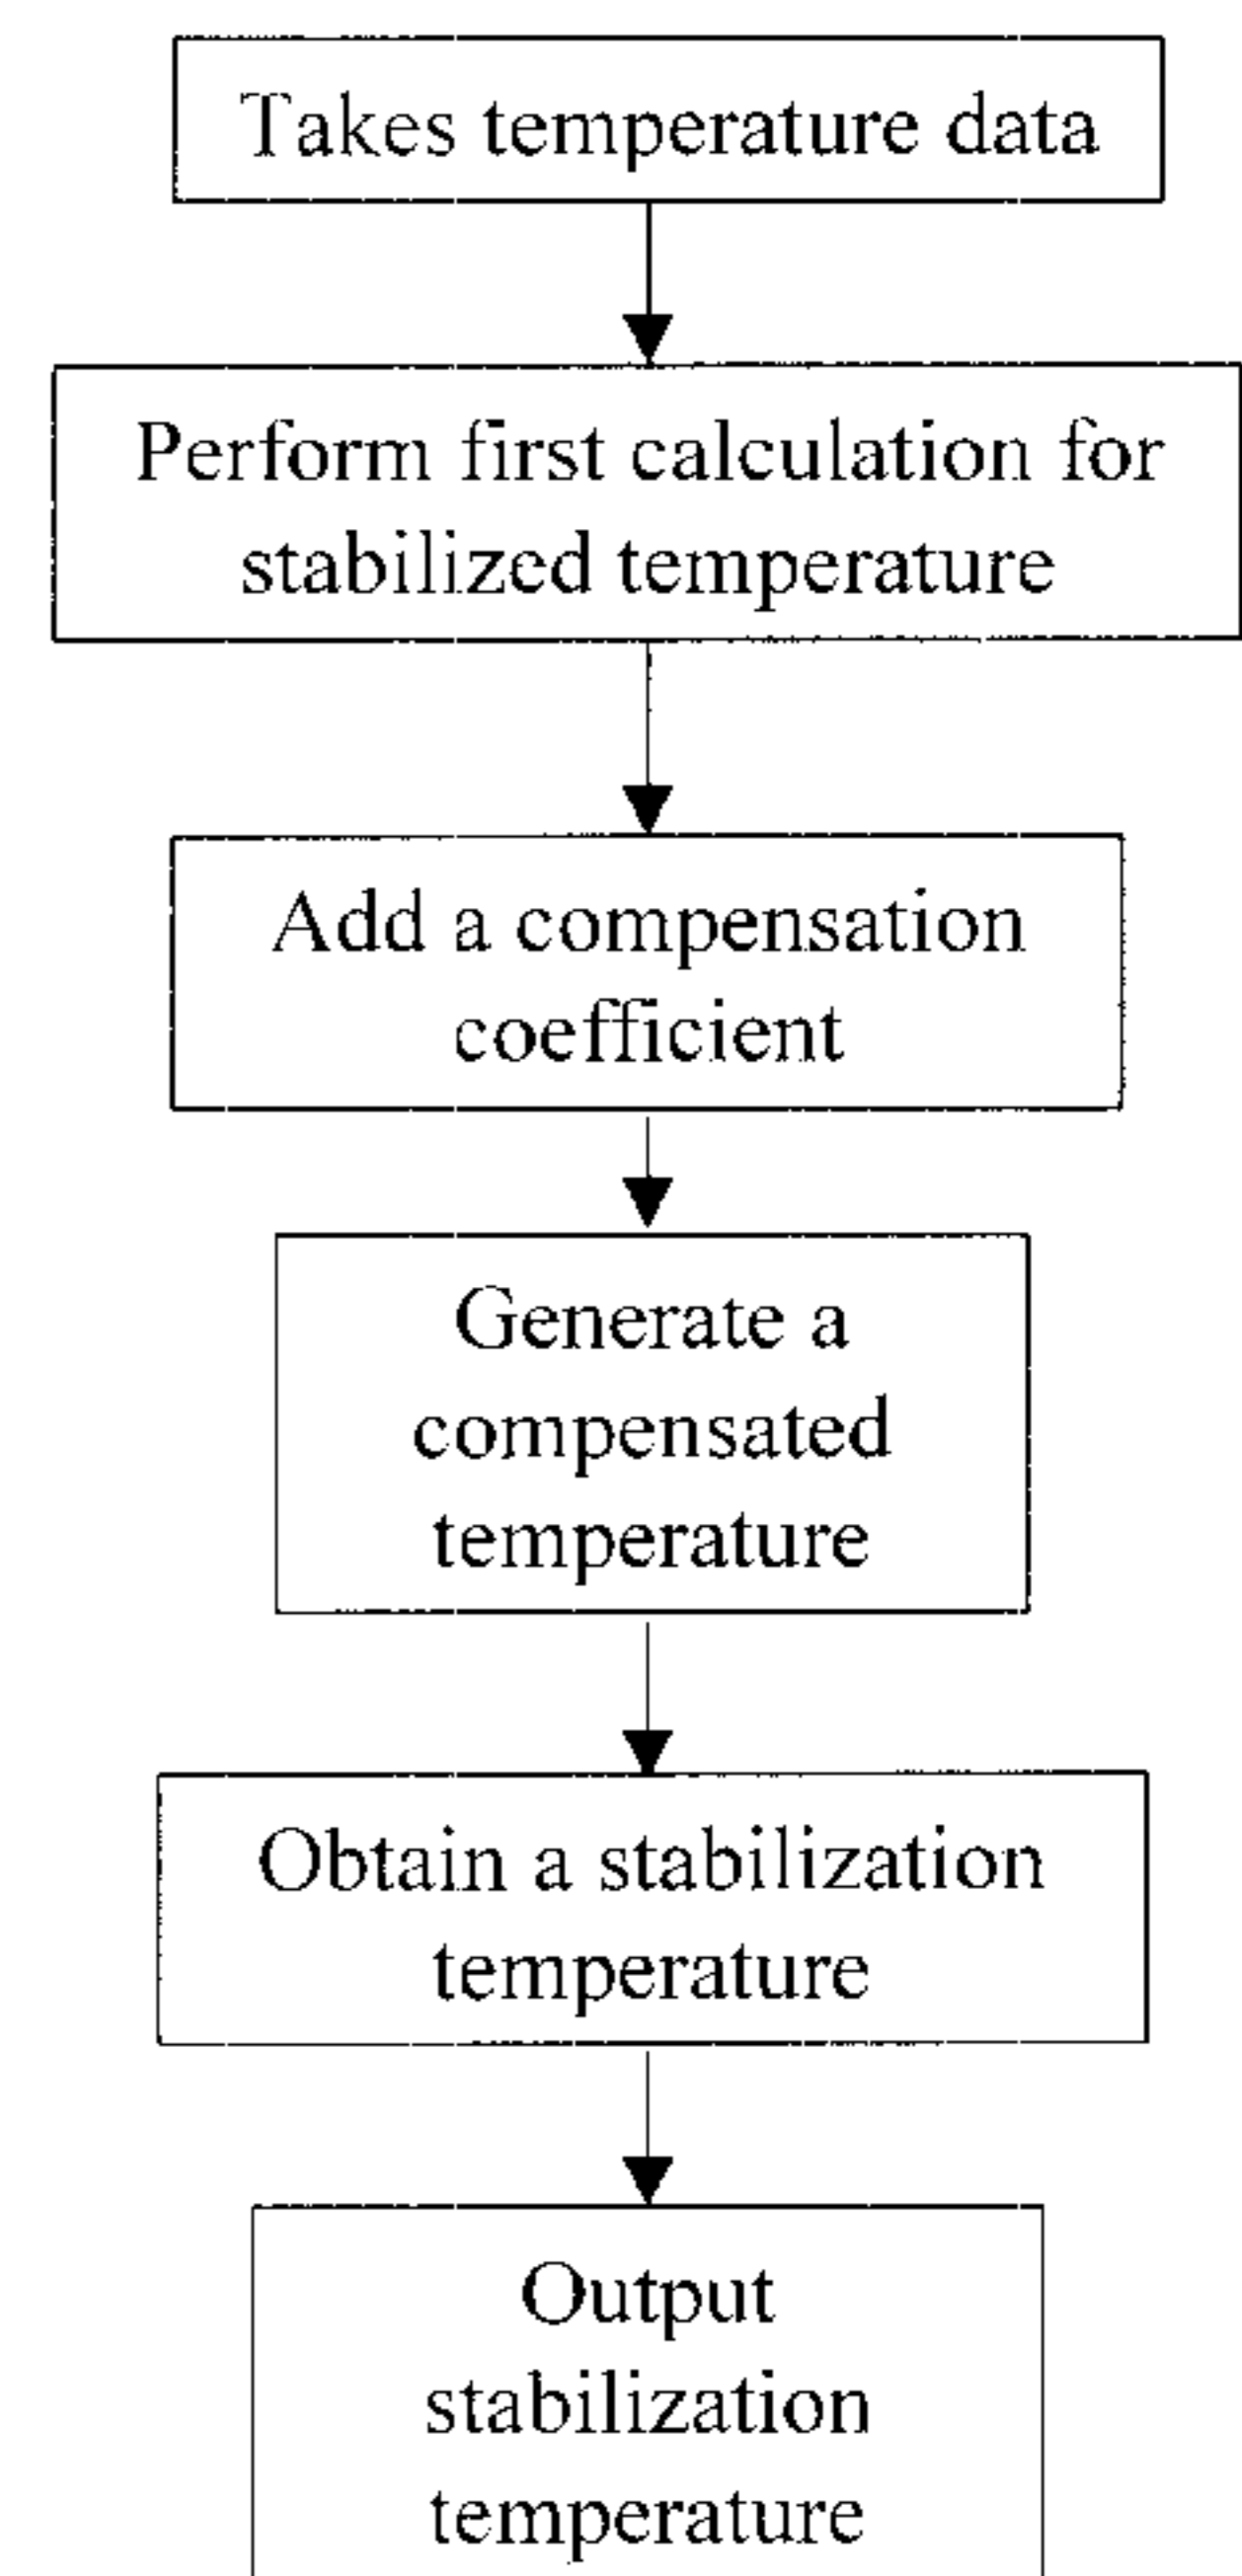 Takes temperature data
Perform first calculation for
stabilized temperature
Add a compensation
coefficient
Generate a
compensated
temperature
Obtain a stabilization
temperature
Output
stabilization
temperature